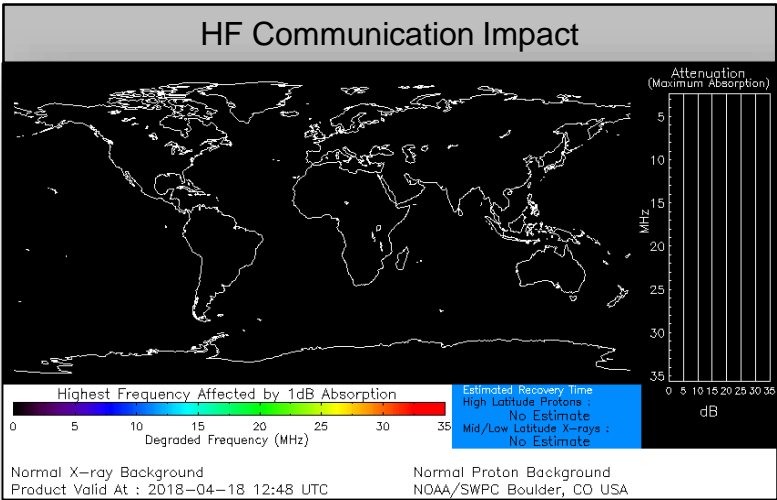 HF Communication Impact
Attenuation
(Maximum Absorption)
5
10
15
20
25
30
35
MHz
0 5 10 15 20 25 30 35
dB
Highest Frequency Affected by 1dB Absorption
0 5 10 15 20 25 30 35
Degraded Frequency (MHz)
Estimated Recovery Time
High Latitude Protons :
No Estimate
Mid/Low Latitude X-rays :
No Estimate
Normal X-ray Background
Normal Proton Background
Product Valid At : 2018-04-18 12:48 UTC
NOAA/SWPC Boulder, CO USA